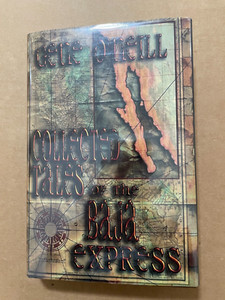 Gene O'Neill
COLLECTED
TALES OF THE
BAJA
EXPRESS